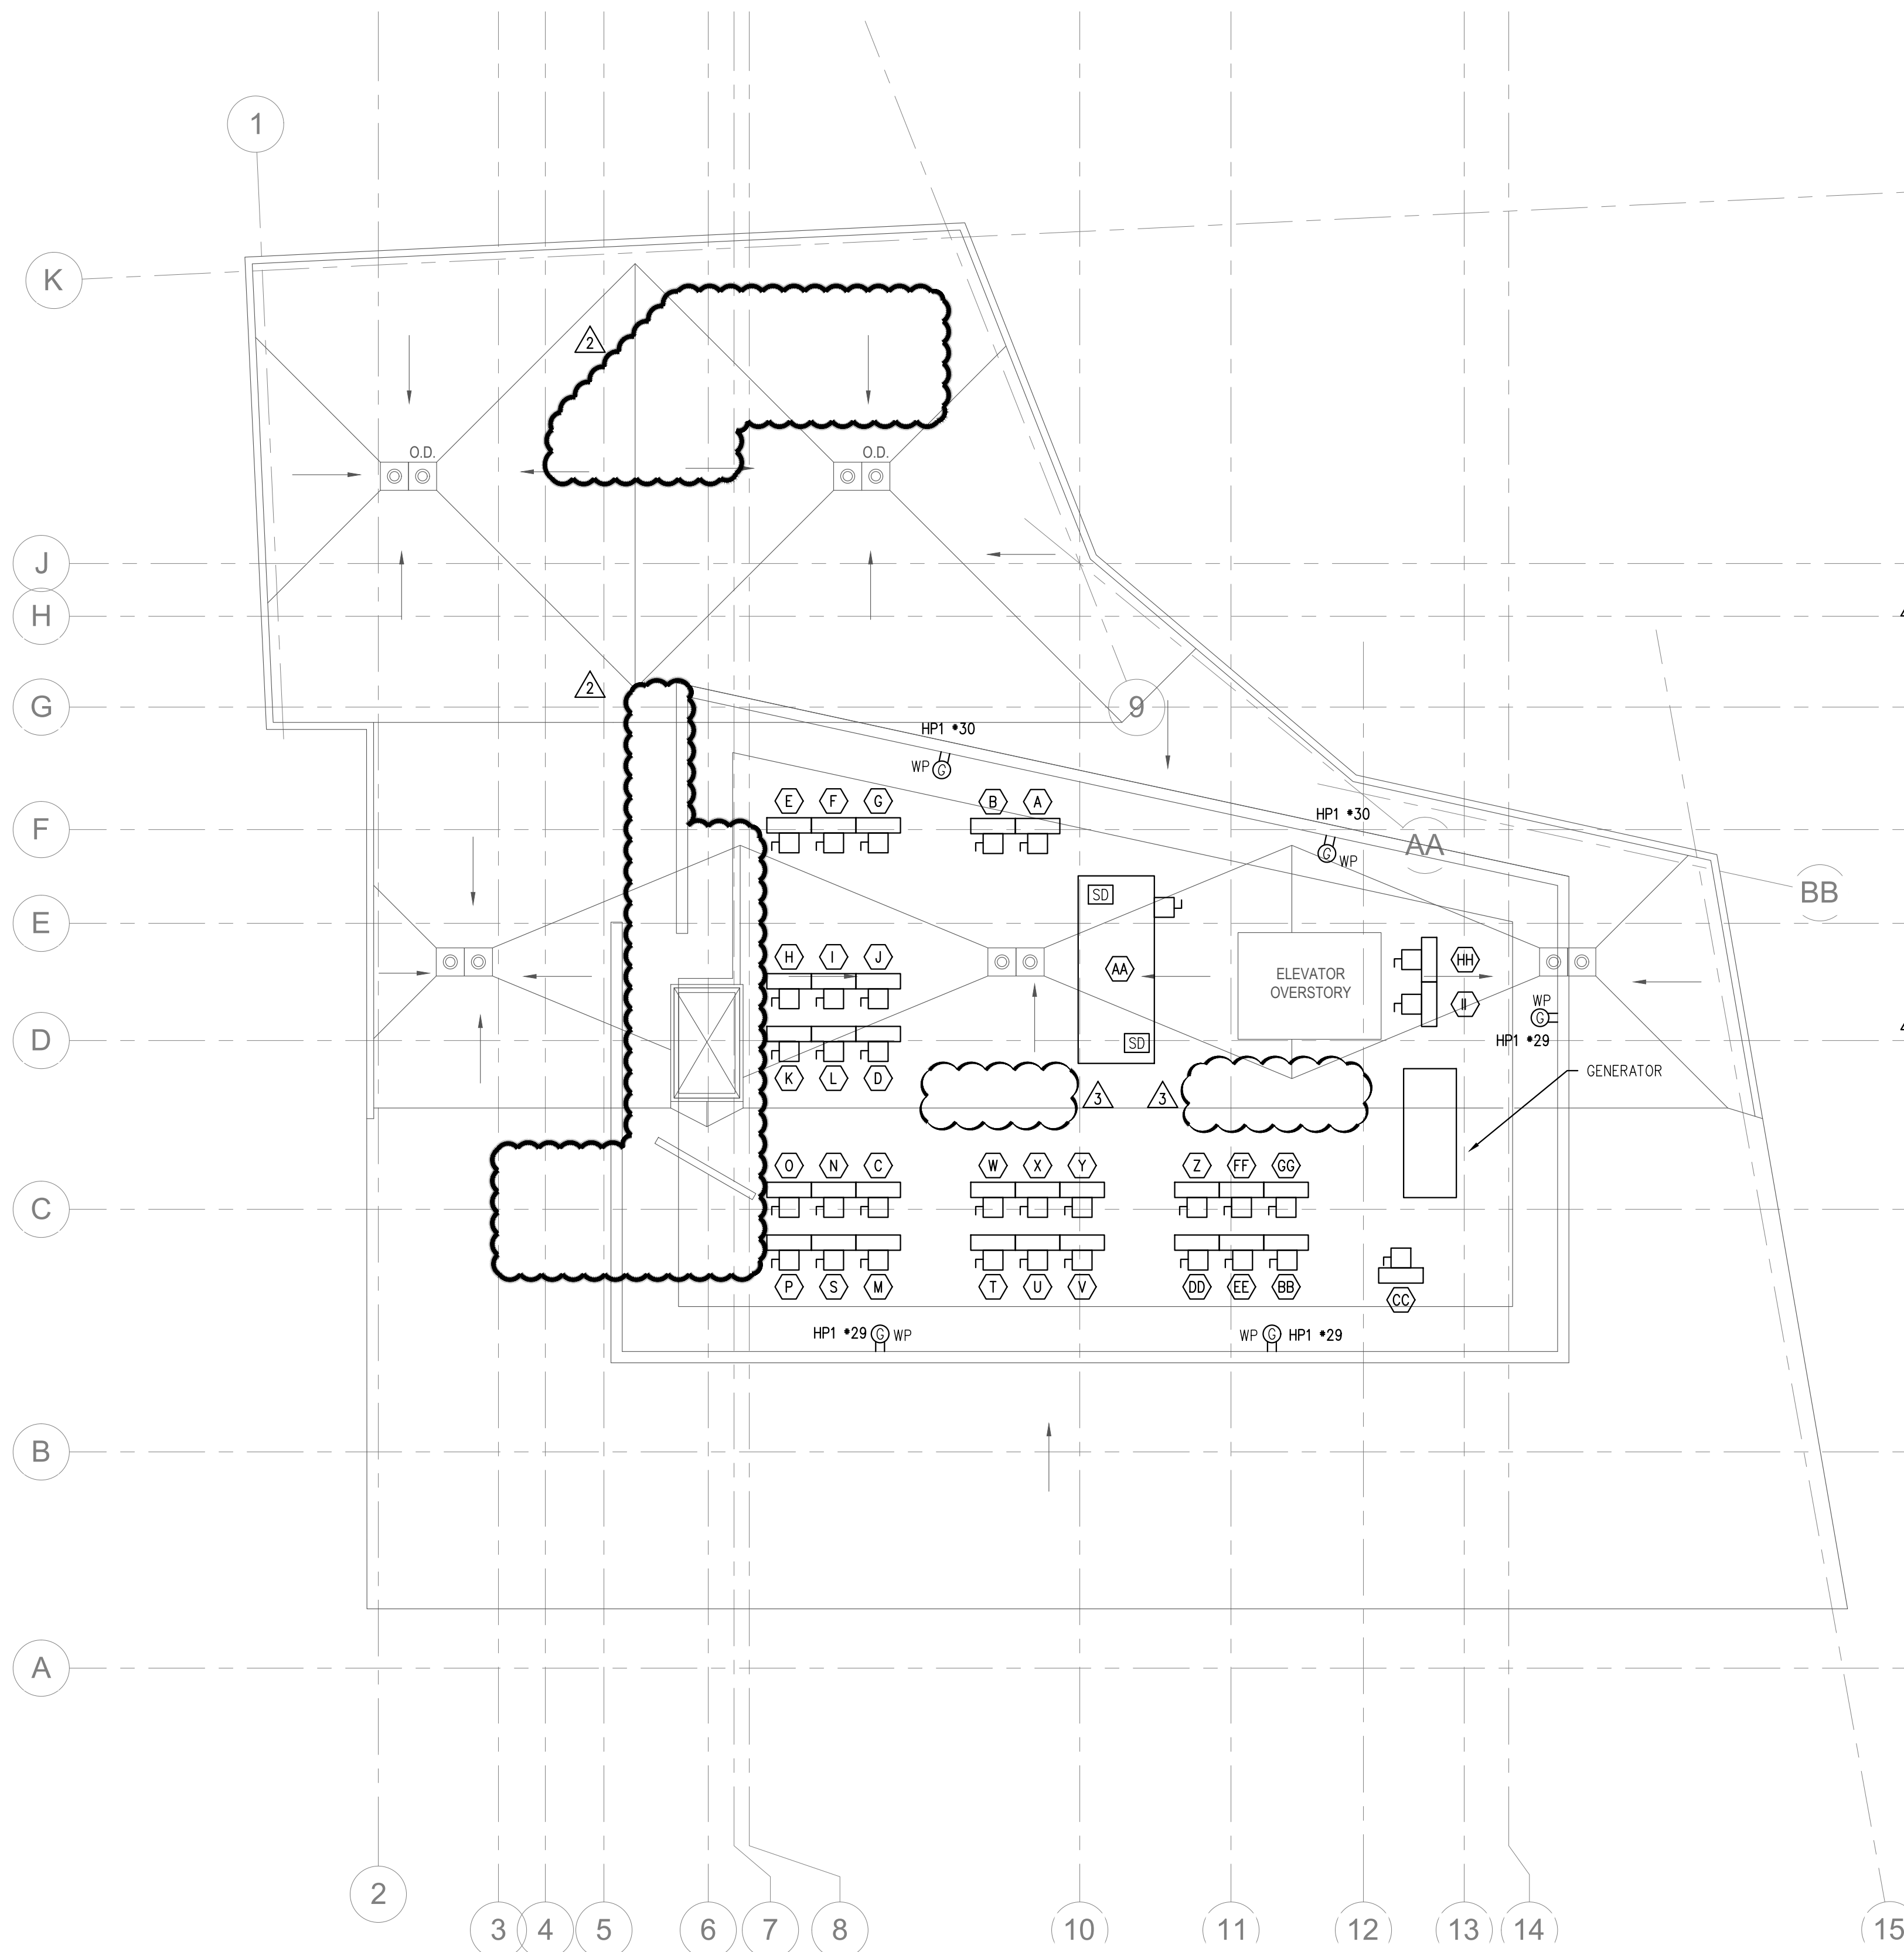 1
K
2
O.D.
O.D.
J
H
2
G
9
HP1 *30
WP G
E F G
B A
HP1 *30
F
G WP
AA
SD
BB
E
H I J
AA
ELEVATOR
OVERSTORY
HH
II
WP
G
HP1 *29
D
SD
GENERATOR
K L D
3
3
O N C
W X Y
Z FF GG
C
P S M
T U V
DD EE BB
CC
HP1 *29 G WP
WP G HP1 *29
B
A
2
3 4 5 6 7 8 10 11 12 13 14 15